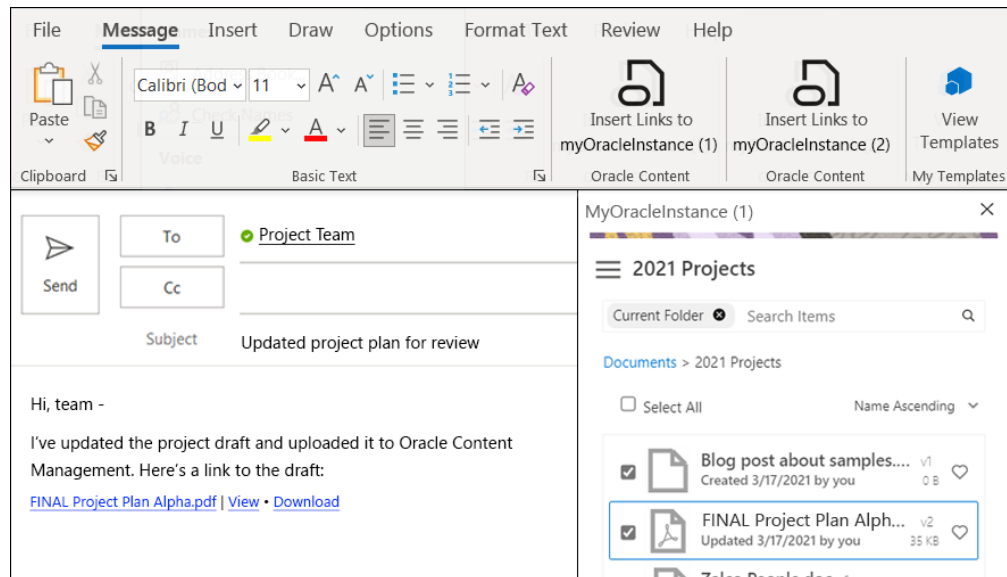 File Message Insert Draw Options Format Text Review Help
Calibri (Bod 11
Paste
B I U A
Insert Links to
myOracleInstance (1)
Insert Links to
myOracleInstance (2)
View
Templates
Voice
Clipboard Basic Text Oracle Content Oracle Content My Templates
MyOracleInstance (1)
Send
To Project Team
Cc
Subject Updated project plan for review
2021 Projects
Current Folder Search Items
Documents > 2021 Projects
Select All Name Ascending
Hi, team -
I've updated the project draft and uploaded it to Oracle Content
Management. Here's a link to the draft:
FINAL Project Plan Alpha.pdf | View • Download
Blog post about samples.... v1
Created 3/17/2021 by you 0 B
FINAL Project Plan Alph... v2
Updated 3/17/2021 by you 35 KB